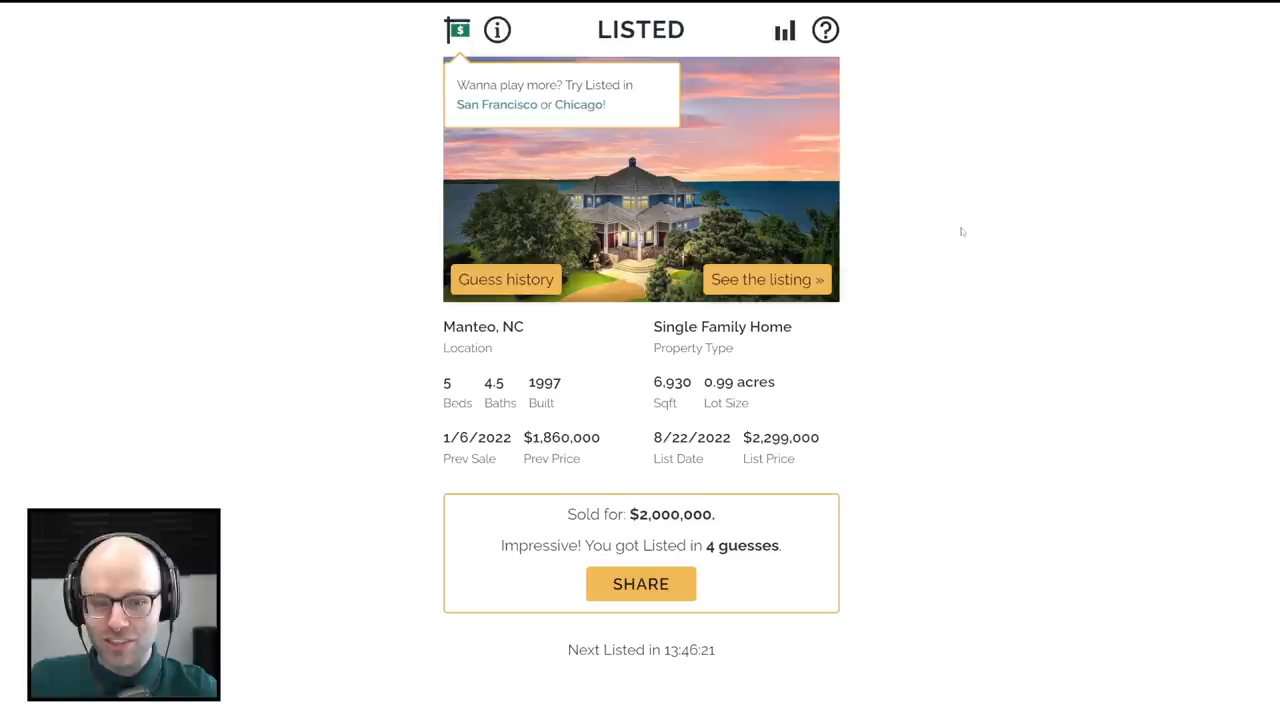 LISTED
Wanna play more? Try Listed in
San Francisco or Chicago!
Guess history
See the listing »
Manteo, NC
Location
Single Family Home
Property Type
5
Beds
4.5
Baths
1997
Built
6,930
Sqft
0.99 acres
Lot Size
1/6/2022
Prev Sale
$1,860,000
Prev Price
8/22/2022
List Date
$2,299,000
List Price
Sold for: $2,000,000.
Impressive! You got Listed in 4 guesses.
SHARE
Next Listed in 13:46:21